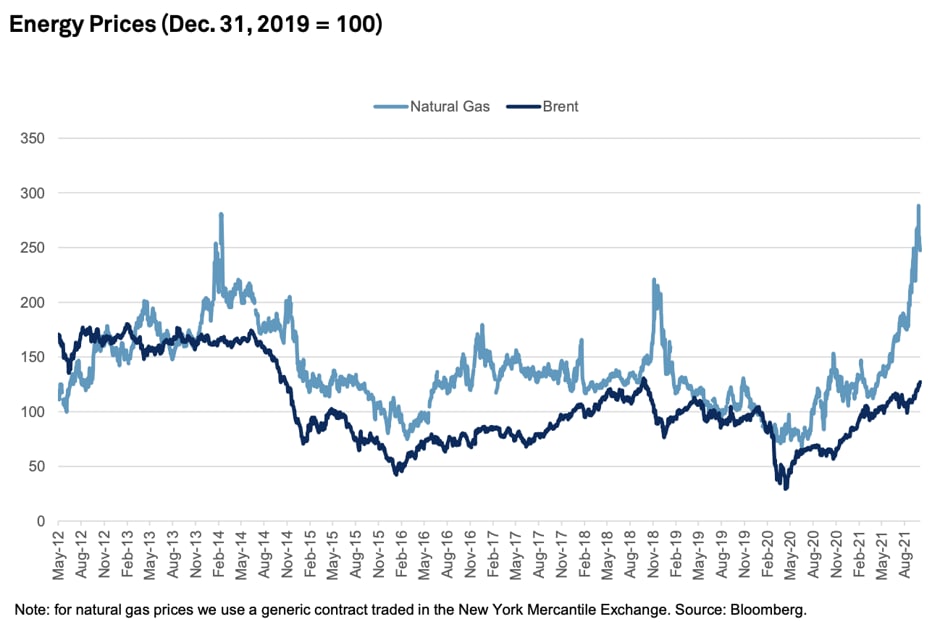 Energy Prices (Dec. 31, 2019 = 100)
Natural Gas Brent
350
300
250
200
150
100
50
0
May-12 Aug-12 Nov-12 Feb-13 May-13 Aug-13 Nov-13 Feb-14 May-14 Aug-14 Nov-14 Feb-15 May-15 Aug-15 Nov-15 Feb-16 May-16 Aug-16 Nov-16 Feb-17 May-17 Aug-17 Nov-17 Feb-18 May-18 Aug-18 Nov-18 Feb-19 May-19 Aug-19 Nov-19 Feb-20 May-20 Aug-20 Nov-20 Feb-21 May-21 Aug-21
Note: for natural gas prices we use a generic contract traded in the New York Mercantile Exchange. Source: Bloomberg.